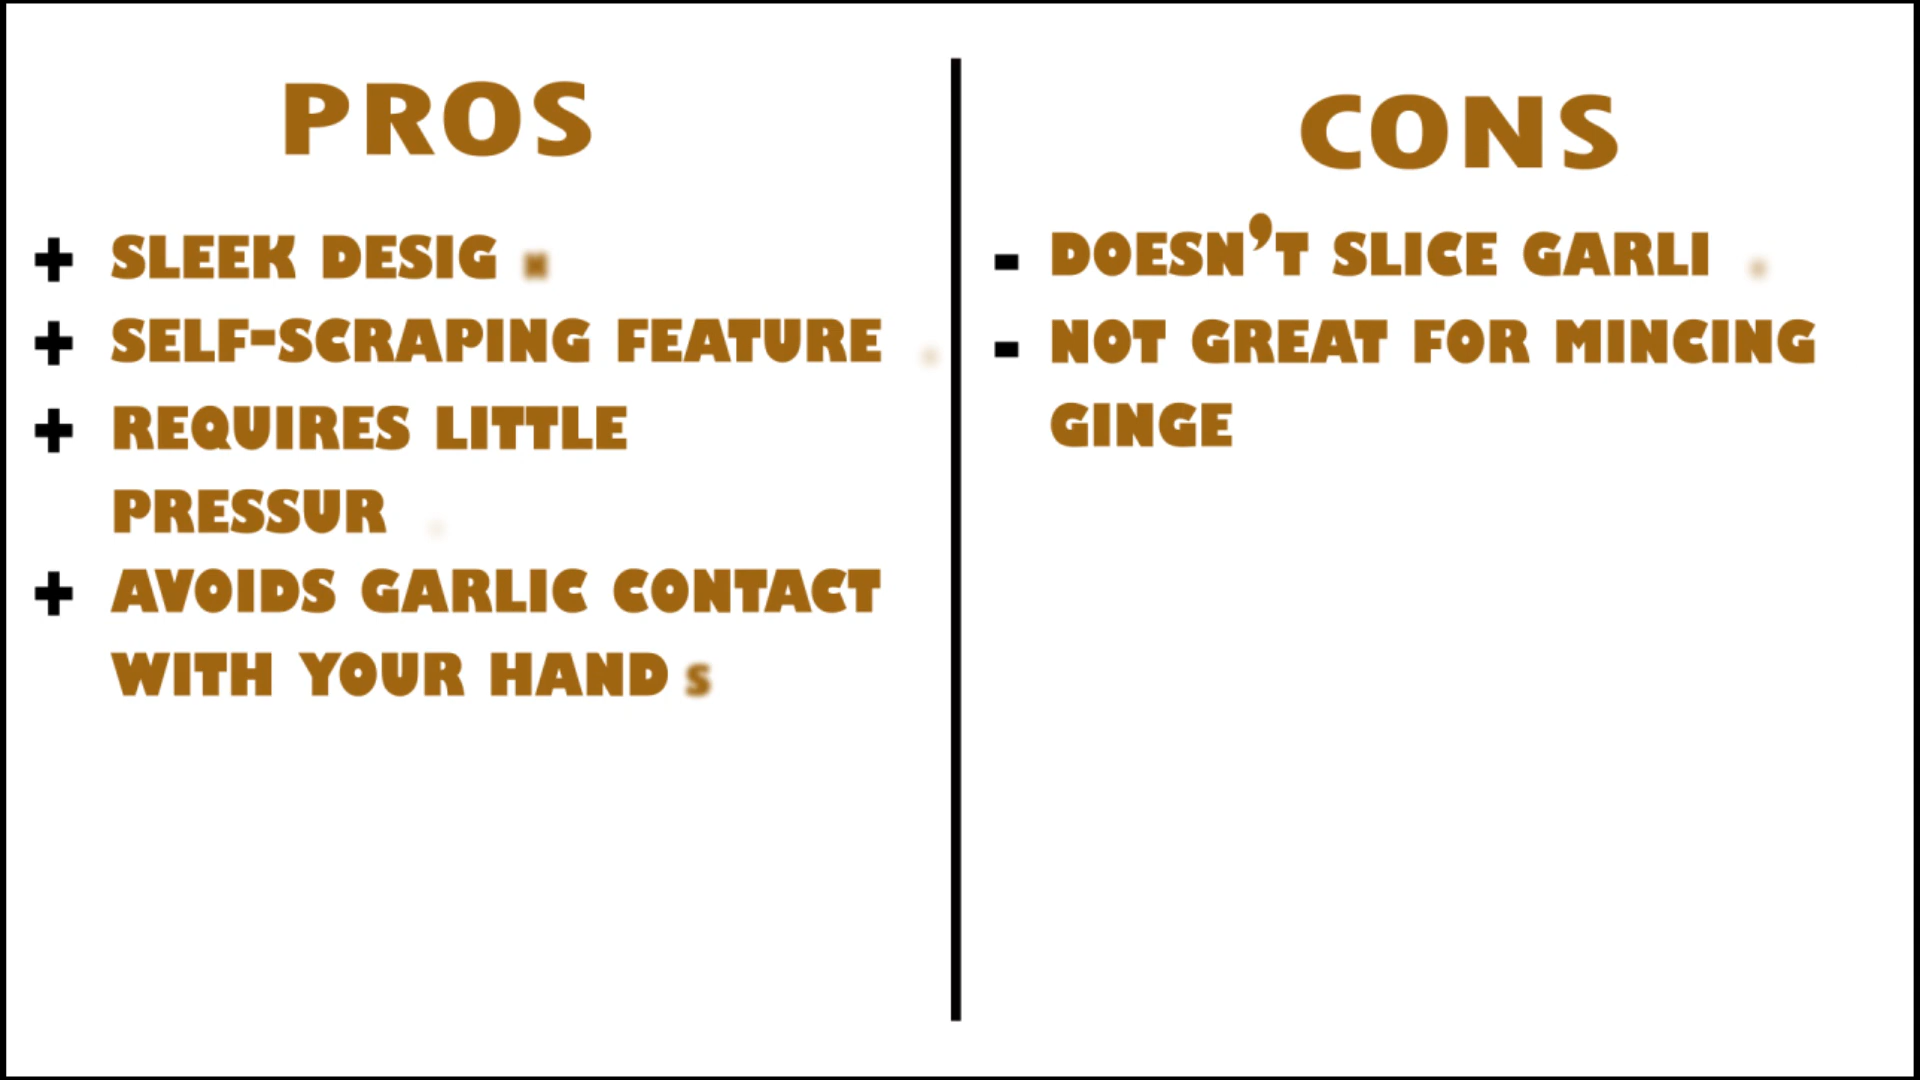 PROS
+ SLEEK DESIG N
+ SELF-SCRAPING FEATURE
+ REQUIRES LITTLE
PRESSUR
+ AVOIDS GARLIC CONTACT
WITH YOUR HAND S
CONS
- DOESN'T SLICE GARLI
- NOT GREAT FOR MINCING
GINGE